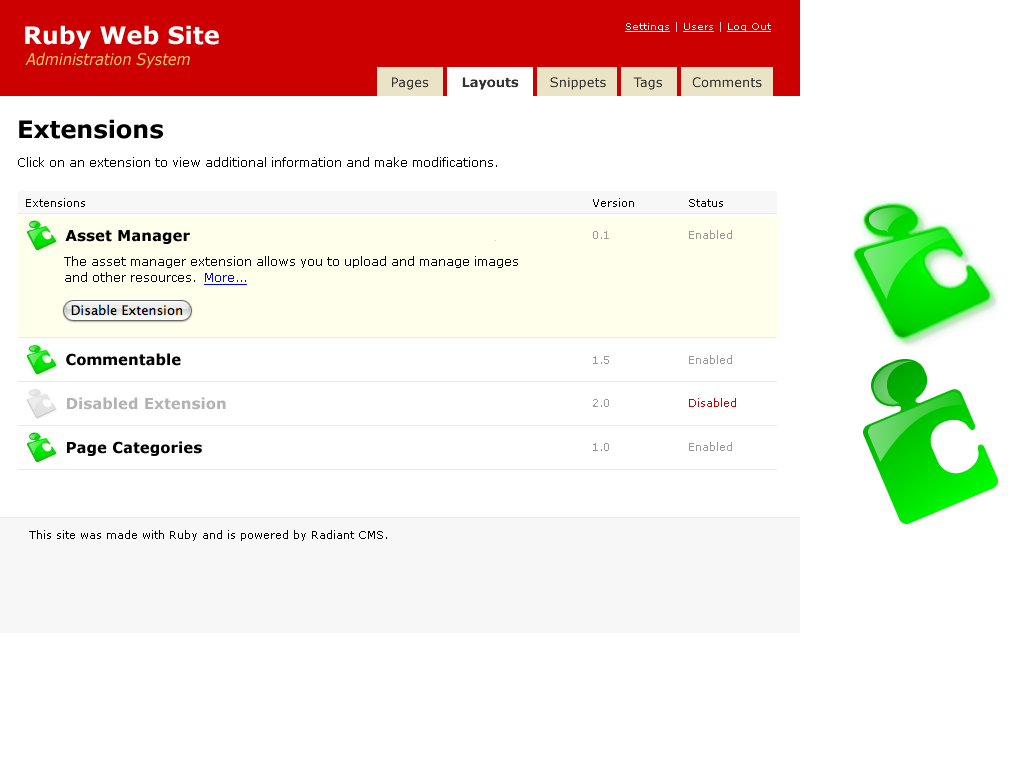 Ruby Web Site
Settings | Users | Log Out
Administration System
Pages Layouts Snippets Tags Comments
Extensions
Click on an extension to view additional information and make modifications.
Extensions Version Status
Asset Manager 0.1 Enabled
The asset manager extension allows you to upload and manage images
and other resources. More...
Disable Extension
Commentable 1.5 Enabled
Disabled Extension 2.0 Disabled
Page Categories 1.0 Enabled
This site was made with Ruby and is powered by Radiant CMS.